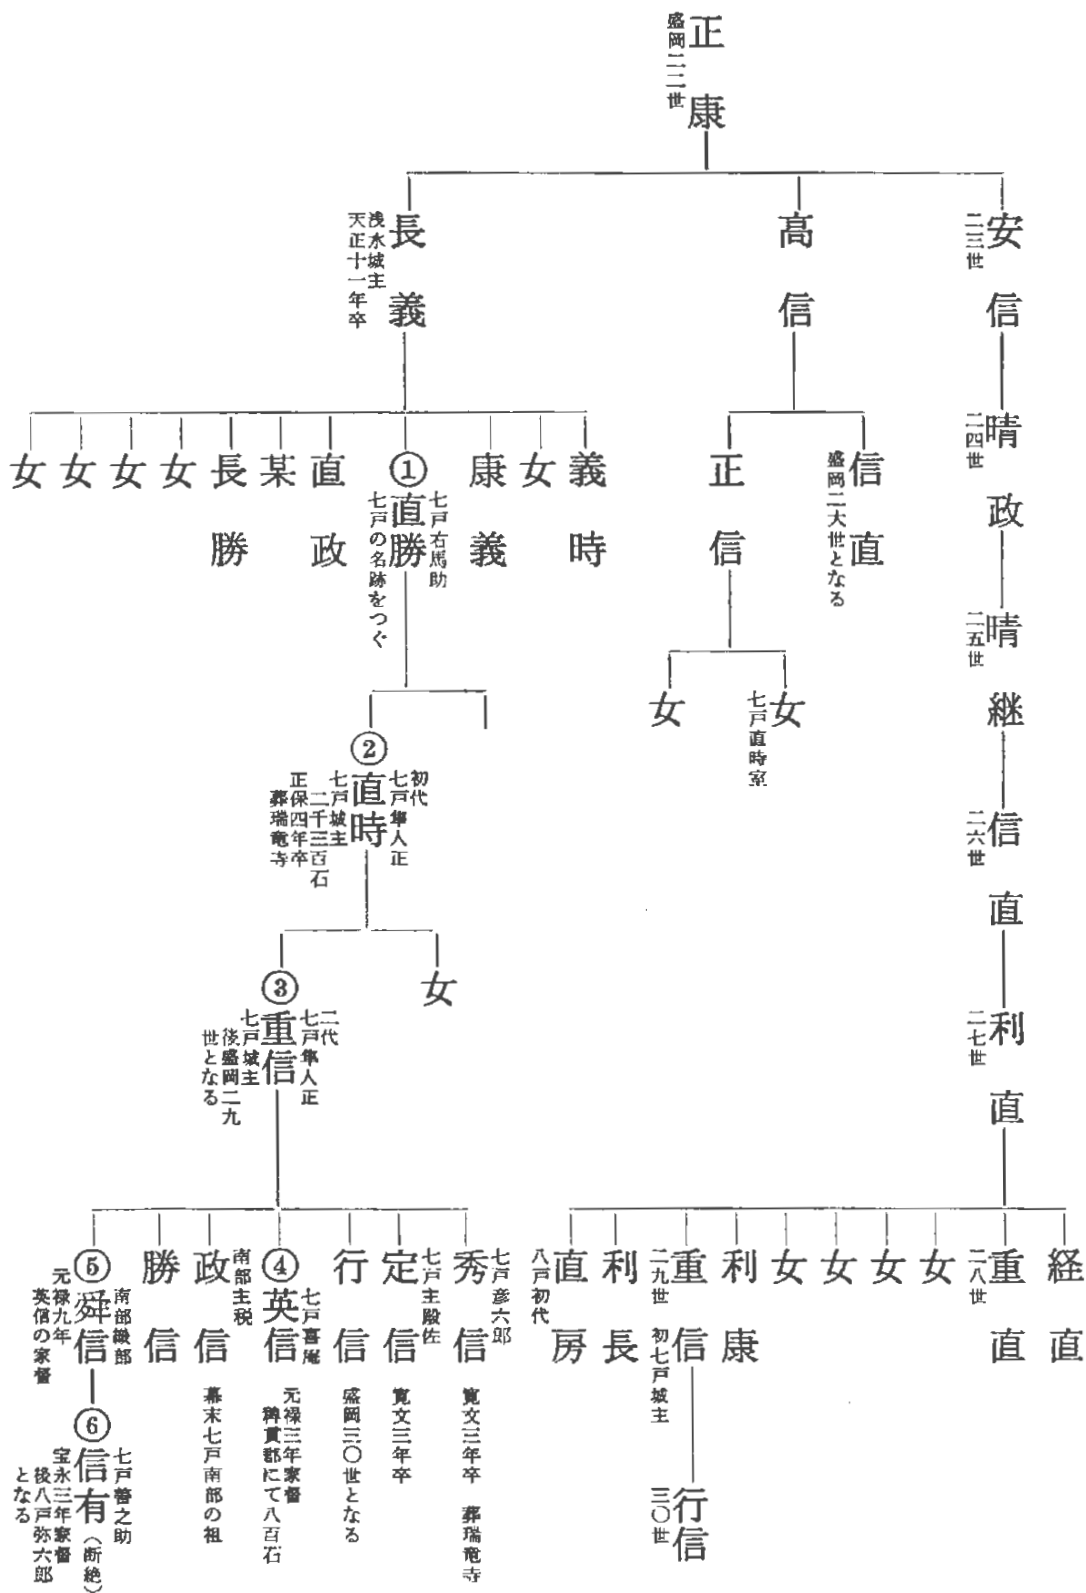 正康
盛岡二二世
安信
二三世
高信
長義
浅水城主
天正十一年卒
晴政
二四世
晴継
二五世
信直
二六世
利直
二七世
信直
盛岡二大世となる
正信
女
七戸直時室
女
義時
女
康義
①
七戸右馬助
直勝
七戸の名跡をつぐ
直政
某
長勝
女
女
女
女
②
初代
七戸隼人正
直時
七戸城主
二千三百石
正保四年卒
葬瑞竜寺
女
③
二代
七戸隼人正
重信
七戸城主
後盛岡二九
世となる
経直
重直
二八世
女
女
女
女
利康
重信
二九世 初七戸城主
行信
三〇世
利長
直房
八戸初代
七戸彦六郎
秀信
寛文三年卒 葬瑞竜寺
七戸主殿佐
定信
寛文三年卒
行信
盛岡三〇世となる
④
七戸喜庵
英信
元禄三年家督
稗貫郡にて八百石
南部主税
政信
幕末七戸南部の祖
勝信
⑤
南部織部
舜信
元禄九年
英信の家督
⑥
七戸善之助
信有(断絶)
宝永三年家督
後八戸弥六郎
となる